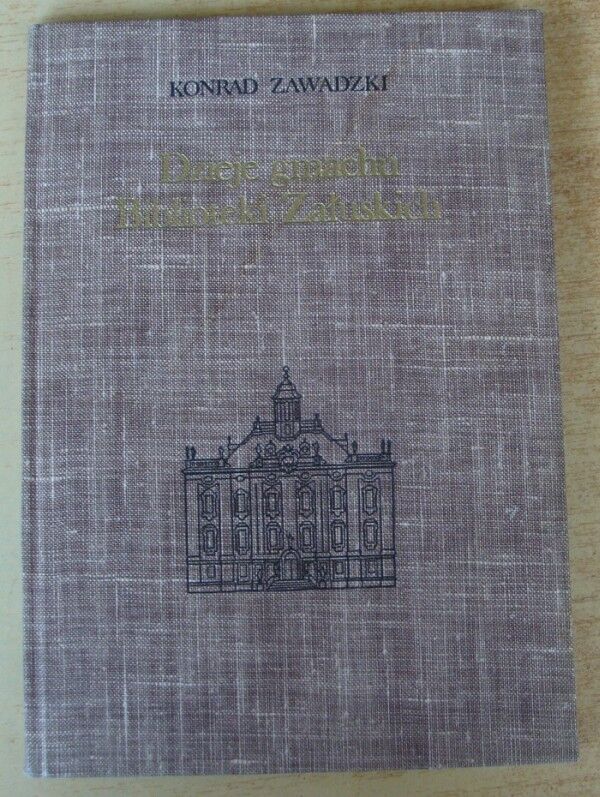 KONRAD ZAWADZKI
Dzieje gmachu
Biblioteki Załuskich